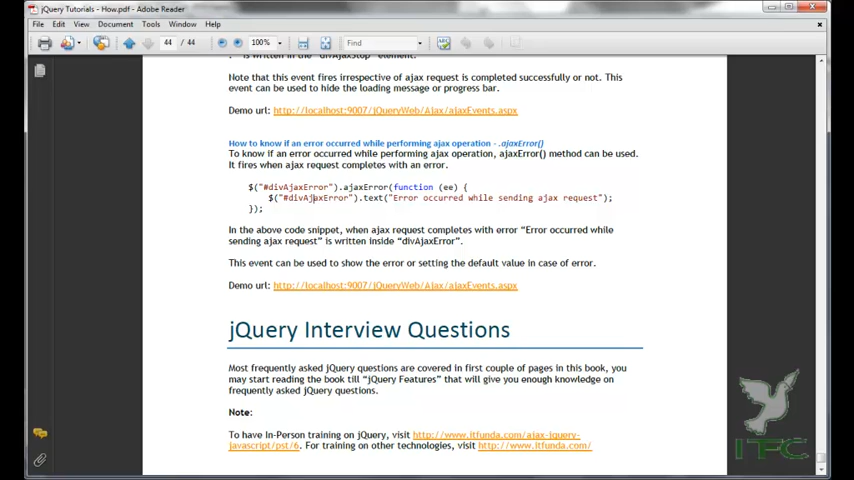 jQuery Tutorials - How.pdf - Adobe Reader
File Edit View Document Tools Window Help
44 / 44 100% Find
Note that this event fires irrespective of ajax request is completed successfully or not. This
event can be used to hide the loading message or progress bar.
Demo url: http://localhost:9007/jQueryWeb/Ajax/ajaxEvents.aspx
How to know if an error occurred while performing ajax operation - .ajaxError()
To know if an error occurred while performing ajax operation, ajaxError() method can be used.
It fires when ajax request completes with an error.
$("#divAjaxError").ajaxError(function (ee) {
$("#divAjaxError").text("Error occurred while sending ajax request");
});
In the above code snippet, when ajax request completes with error “Error occurred while
sending ajax request” is written inside “divAjaxError”.
This event can be used to show the error or setting the default value in case of error.
Demo url: http://localhost:9007/jQueryWeb/Ajax/ajaxEvents.aspx
jQuery Interview Questions
Most frequently asked jQuery questions are covered in first couple of pages in this book, you
may start reading the book till “jQuery Features” that will give you enough knowledge on
frequently asked jQuery questions.
Note:
To have In-Person training on jQuery, visit http://www.itfunda.com/ajax-jquery-
javascript/pst/6. For training on other technologies, visit http://www.itfunda.com/
ITFC